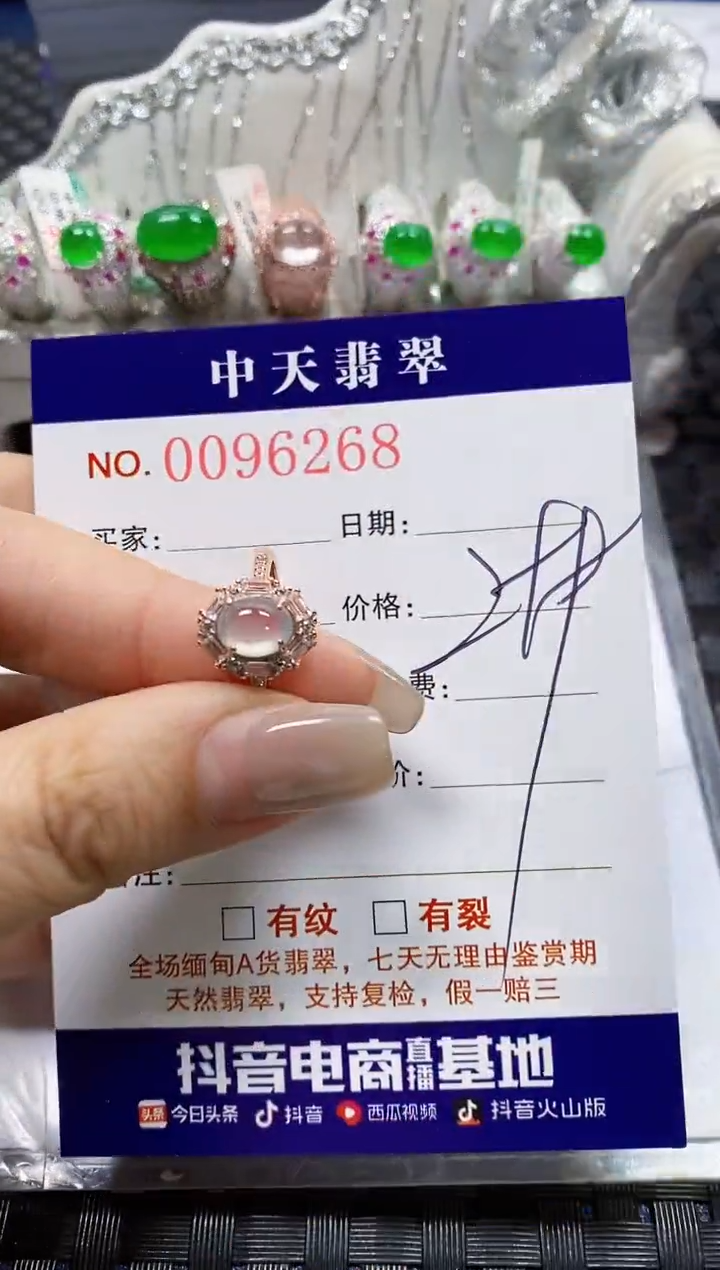 中天翡翠
NO. 0096268
买家: 日期:
价格:
费:
价:
注:
有纹 有裂
全场缅甸A货翡翠，七天无理由鉴赏期
天然翡翠，支持复检，假一赔三
抖音电商直播基地
头条 今日头条 抖音 西瓜视频 抖音火山版